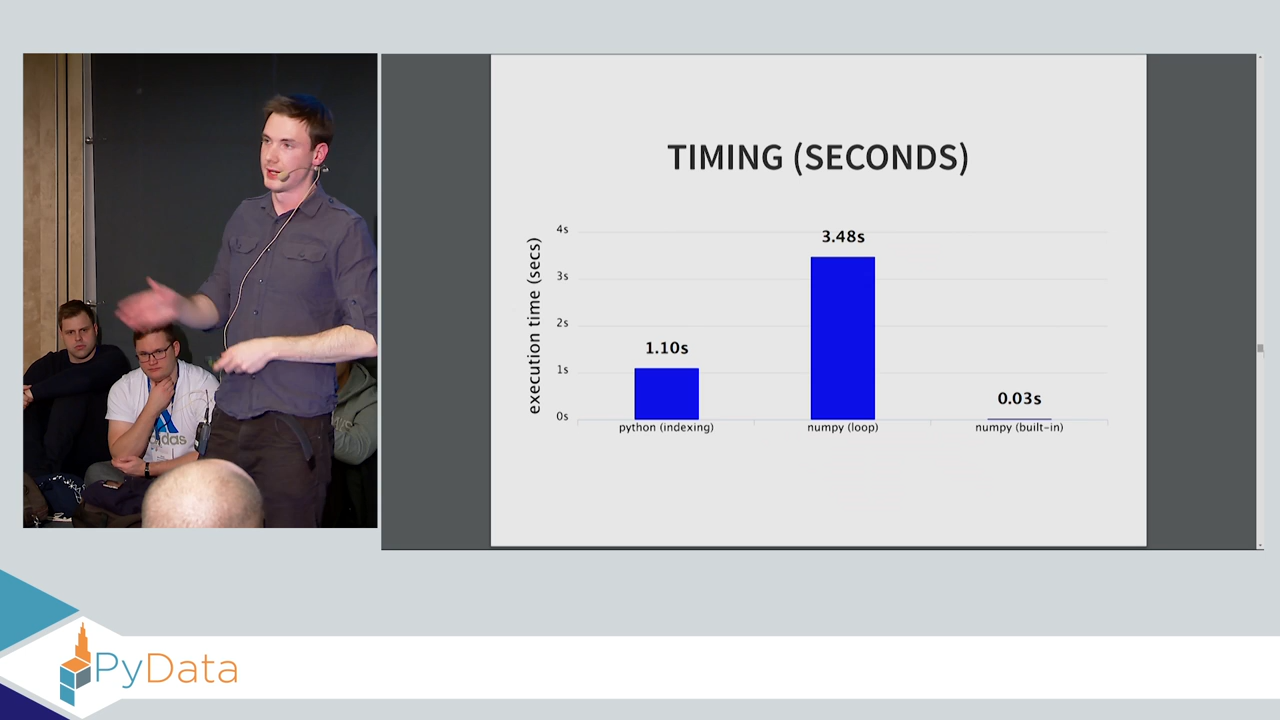 TIMING (SECONDS)
execution time (secs)
4s
3s
2s
1s
0s
1.10s
3.48s
0.03s
python (indexing)
numpy (loop)
numpy (built-in)
adidas
PyData